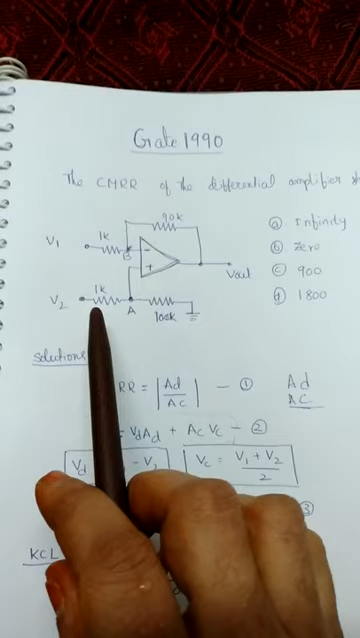 Gate 1990
The CMRR of the differential amplifier
90k
1k
V1
B
-
+
Vout
ⓐ Infinity
ⓑ zero
ⓒ 900
ⓓ 1800
1k
V2
A
100k
Solution
RR = |Ad/AC| — ①
Ad
AC
= VdAd + AcVc — ②
Vd - V1
Vc = V1 + V2 / 2
③
KCL